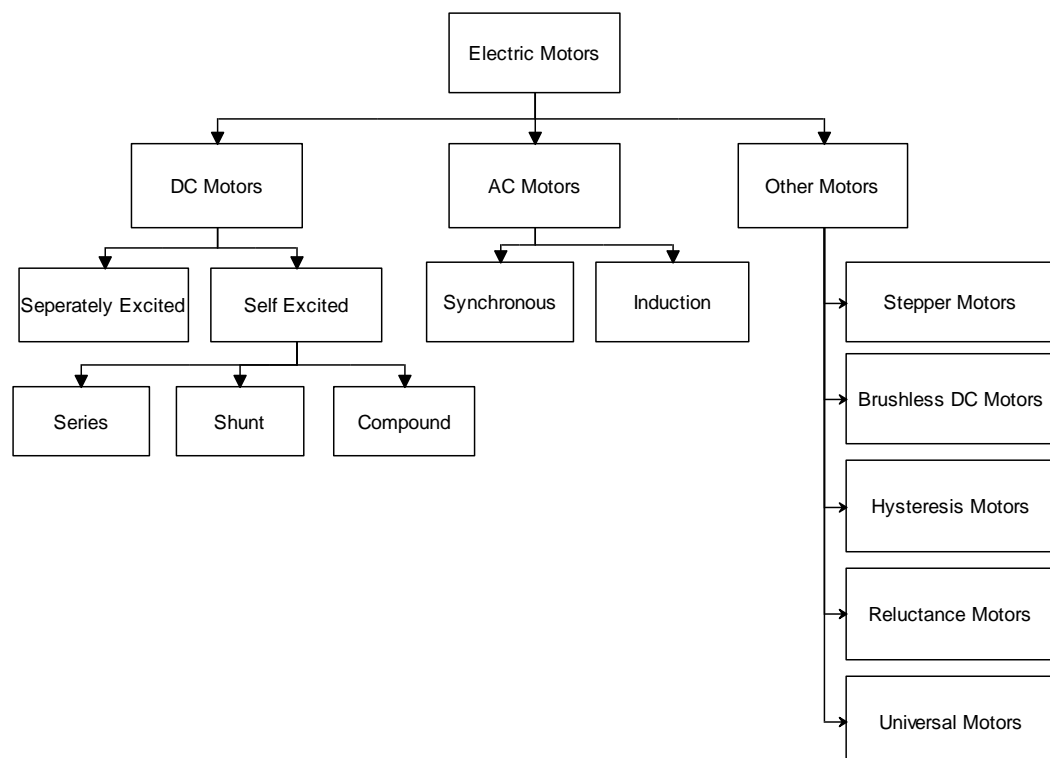 Electric Motors
DC Motors
AC Motors
Other Motors
Seperately Excited
Self Excited
Synchronous
Induction
Stepper Motors
Series
Shunt
Compound
Brushless DC Motors
Hysteresis Motors
Reluctance Motors
Universal Motors